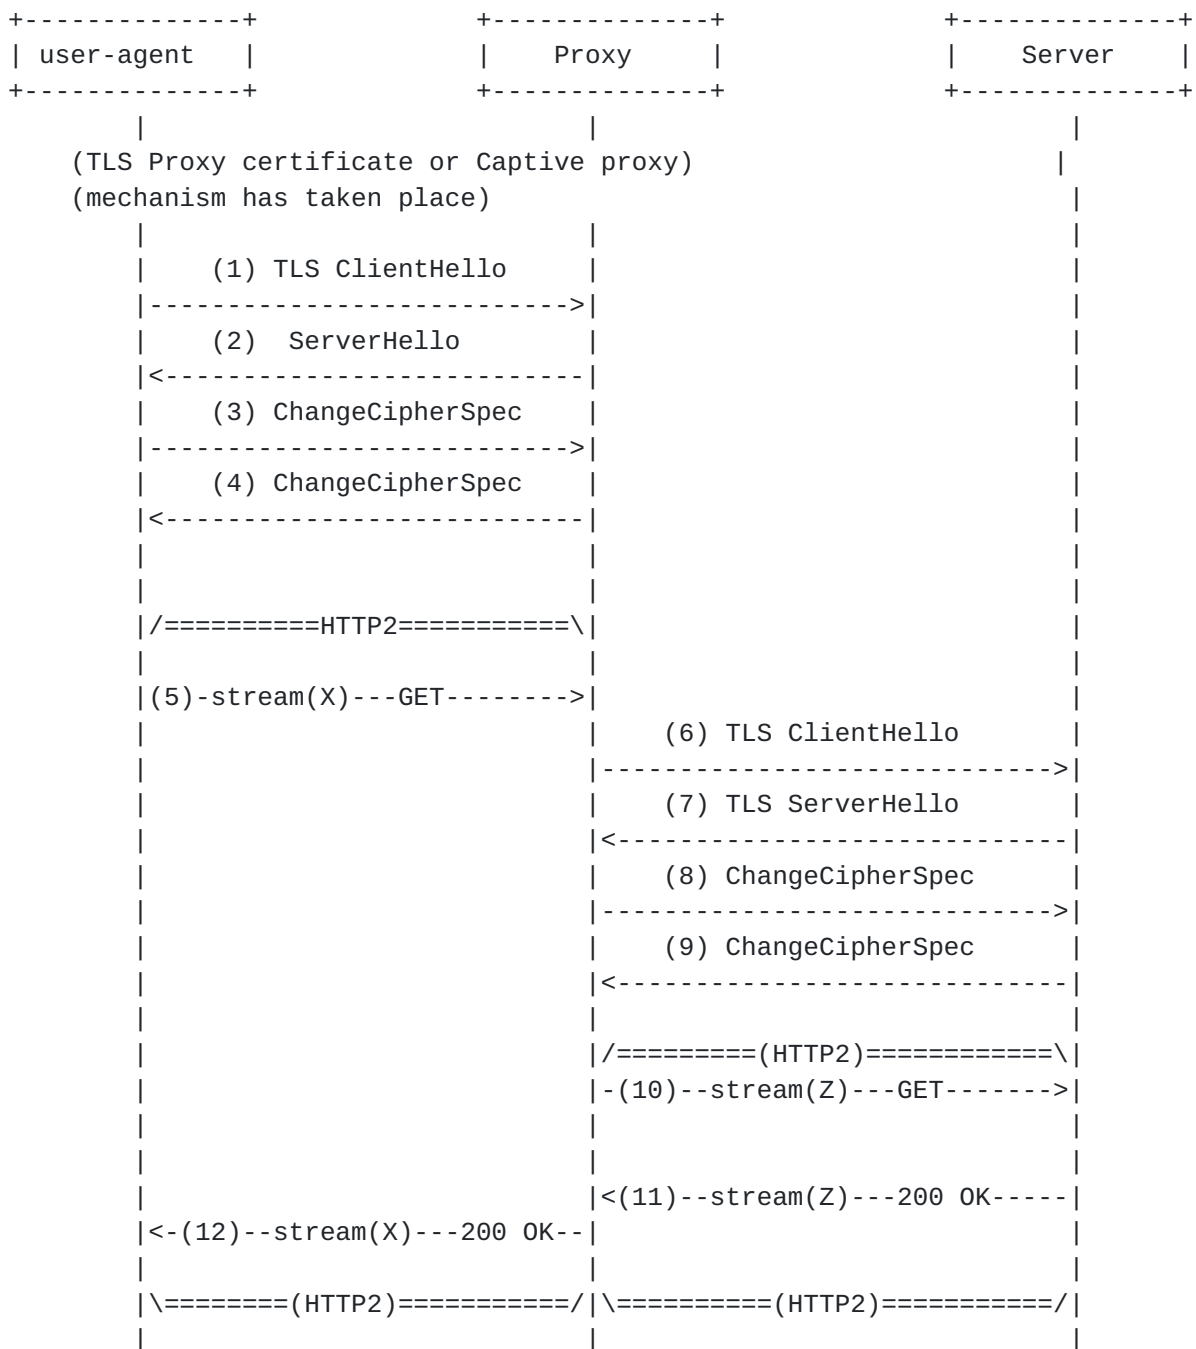 +--------------+              +--------------+              +--------------+
| user-agent   |              |    Proxy     |              |    Server    |
+--------------+              +--------------+              +--------------+
        |                            |                              |
    (TLS Proxy certificate or Captive proxy)                       |
    (mechanism has taken place)                                     |
        |                            |                              |
        |    (1) TLS ClientHello     |                              |
        |--------------------------->|                              |
        |    (2)  ServerHello        |                              |
        |<---------------------------|                              |
        |    (3) ChangeCipherSpec    |                              |
        |--------------------------->|                              |
        |    (4) ChangeCipherSpec    |                              |
        |<---------------------------|                              |
        |                            |                              |
        |                            |                              |
        |/==========HTTP2===========\|                              |
        |                            |                              |
        |(5)-stream(X)---GET-------->|                              |
        |                            |    (6) TLS ClientHello       |
        |                            |----------------------------->|
        |                            |    (7) TLS ServerHello       |
        |                            |<-----------------------------|
        |                            |    (8) ChangeCipherSpec      |
        |                            |----------------------------->|
        |                            |    (9) ChangeCipherSpec      |
        |                            |<-----------------------------|
        |                            |                              |
        |                            |/=========(HTTP2)============\|
        |                            |-(10)--stream(Z)---GET------->|
        |                            |                              |
        |                            |                              |
        |                            |<(11)--stream(Z)---200 OK-----|
        |<-(12)--stream(X)---200 OK--|                              |
        |                            |                              |
        |\========(HTTP2)===========/|\==========(HTTP2)===========/|
        |                            |                              |